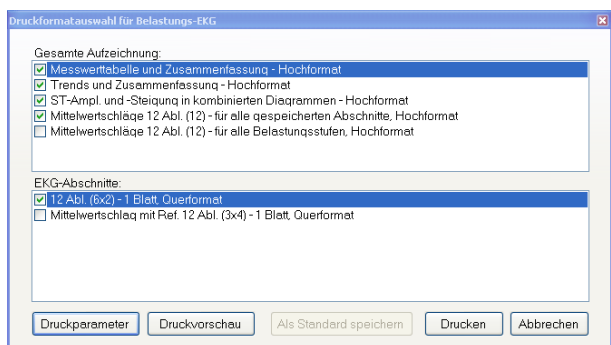 Druckformatauswahl für Belastungs-EKG
Gesamte Aufzeichnung:
Messwerttabelle und Zusammenfassung - Hochformat
Trends und Zusammenfassung - Hochformat
ST-Ampl. und -Steigung in kombinierten Diagrammen - Hochformat
Mittelwertschläge 12 Abl. (12) - für alle gespeicherten Abschnitte, Hochformat
Mittelwertschläge 12 Abl. (12) - für alle Belastungsstufen, Hochformat
EKG-Abschnitte:
12 Abl. (6x2) - 1 Blatt, Querformat
Mittelwertschlag mit Ref. 12 Abl. (3x4) - 1 Blatt, Querformat
Druckparameter Druckvorschau Als Standard speichern Drucken Abbrechen